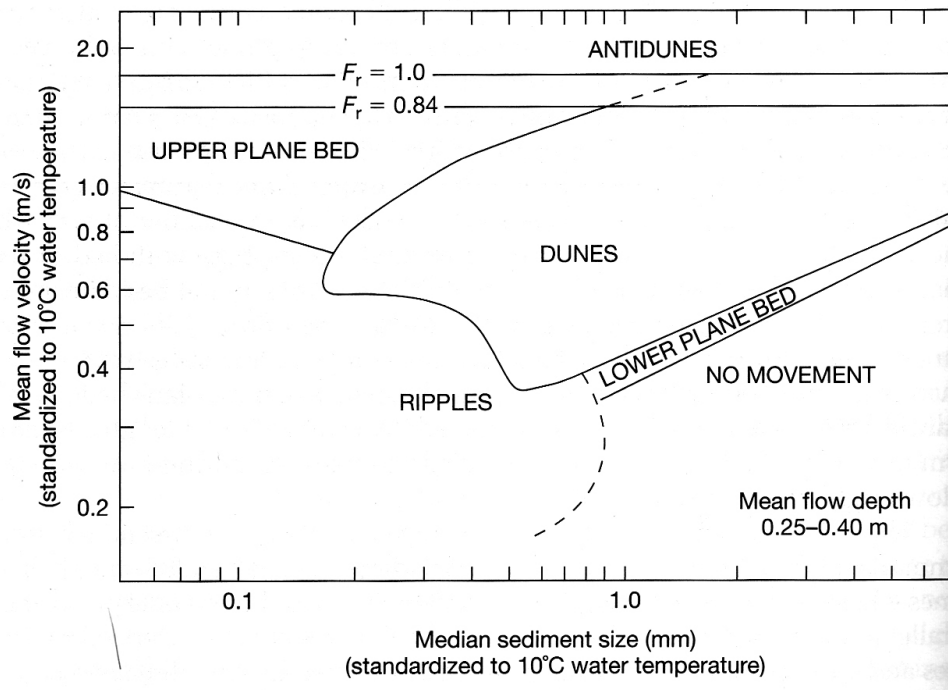 2.0
ANTIDUNES
Fr = 1.0
Fr = 0.84
UPPER PLANE BED
1.0
0.8
DUNES
0.6
LOWER PLANE BED
0.4
NO MOVEMENT
RIPPLES
0.2
Mean flow depth
0.25–0.40 m
Mean flow velocity (m/s)
(standardized to 10°C water temperature)
0.1
1.0
Median sediment size (mm)
(standardized to 10°C water temperature)